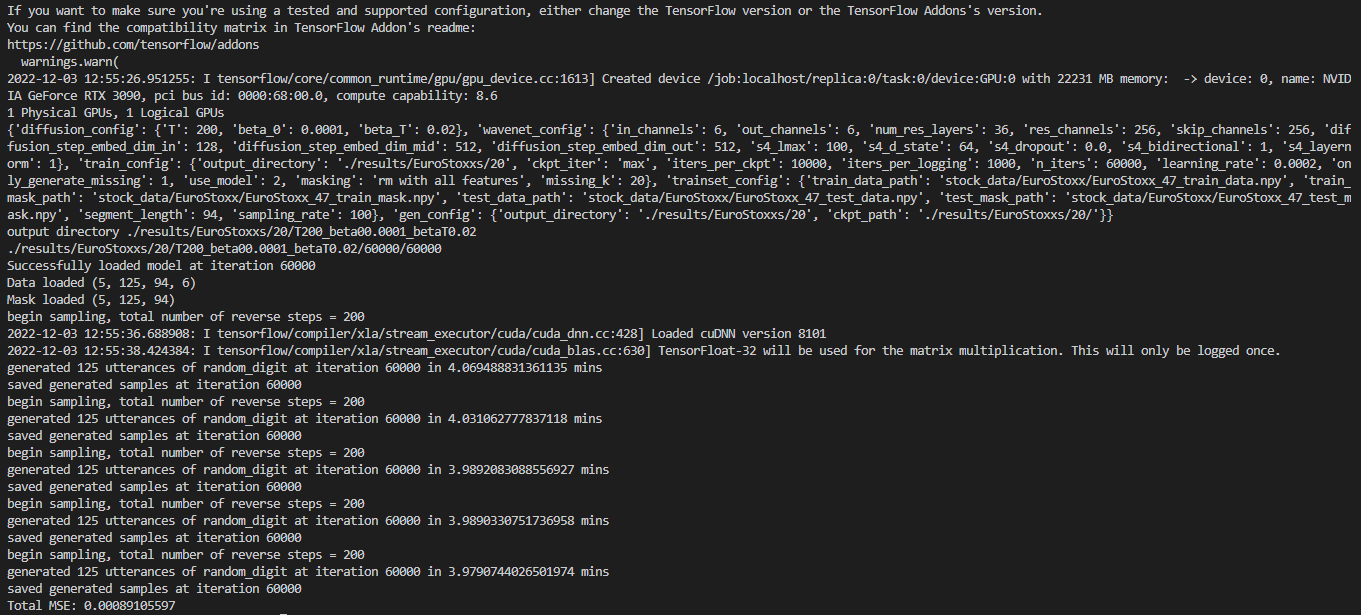 If you want to make sure you're using a tested and supported configuration, either change the TensorFlow version or the TensorFlow Addons's version.
You can find the compatibility matrix in TensorFlow Addon's readme:
https://github.com/tensorflow/addons
  warnings.warn(
2022-12-03 12:55:26.951255: I tensorflow/core/common_runtime/gpu/gpu_device.cc:1613] Created device /job:localhost/replica:0/task:0/device:GPU:0 with 22231 MB memory:  -> device: 0, name: NVID
IA GeForce RTX 3090, pci bus id: 0000:68:00.0, compute capability: 8.6
1 Physical GPUs, 1 Logical GPUs
{'diffusion_config': {'T': 200, 'beta_0': 0.0001, 'beta_T': 0.02}, 'wavenet_config': {'in_channels': 6, 'out_channels': 6, 'num_res_layers': 36, 'res_channels': 256, 'skip_channels': 256, 'dif
fusion_step_embed_dim_in': 128, 'diffusion_step_embed_dim_mid': 512, 'diffusion_step_embed_dim_out': 512, 's4_lmax': 100, 's4_d_state': 64, 's4_dropout': 0.0, 's4_bidirectional': 1, 's4_layern
orm': 1}, 'train_config': {'output_directory': './results/EuroStoxxs/20', 'ckpt_iter': 'max', 'iters_per_ckpt': 10000, 'iters_per_logging': 1000, 'n_iters': 60000, 'learning_rate': 0.0002, 'on
ly_generate_missing': 1, 'use_model': 2, 'masking': 'rm with all features', 'missing_k': 20}, 'trainset_config': {'train_data_path': 'stock_data/EuroStoxx/EuroStoxx_47_train_data.npy', 'train_
mask_path': 'stock_data/EuroStoxx/EuroStoxx_47_train_mask.npy', 'test_data_path': 'stock_data/EuroStoxx/EuroStoxx_47_test_data.npy', 'test_mask_path': 'stock_data/EuroStoxx/EuroStoxx_47_test_m
ask.npy', 'segment_length': 94, 'sampling_rate': 100}, 'gen_config': {'output_directory': './results/EuroStoxxs/20', 'ckpt_path': './results/EuroStoxxs/20/'}}
output directory ./results/EuroStoxxs/20/T200_beta00.0001_betaT0.02
./results/EuroStoxxs/20/T200_beta00.0001_betaT0.02/60000/60000
Successfully loaded model at iteration 60000
Data loaded (5, 125, 94, 6)
Mask loaded (5, 125, 94)
begin sampling, total number of reverse steps = 200
2022-12-03 12:55:36.688908: I tensorflow/compiler/xla/stream_executor/cuda/cuda_dnn.cc:428] Loaded cuDNN version 8101
2022-12-03 12:55:38.424384: I tensorflow/compiler/xla/stream_executor/cuda/cuda_blas.cc:630] TensorFloat-32 will be used for the matrix multiplication. This will only be logged once.
generated 125 utterances of random_digit at iteration 60000 in 4.069488831361135 mins
saved generated samples at iteration 60000
begin sampling, total number of reverse steps = 200
generated 125 utterances of random_digit at iteration 60000 in 4.031062777837118 mins
saved generated samples at iteration 60000
begin sampling, total number of reverse steps = 200
generated 125 utterances of random_digit at iteration 60000 in 3.9892083088556927 mins
saved generated samples at iteration 60000
begin sampling, total number of reverse steps = 200
generated 125 utterances of random_digit at iteration 60000 in 3.9890330751736958 mins
saved generated samples at iteration 60000
begin sampling, total number of reverse steps = 200
generated 125 utterances of random_digit at iteration 60000 in 3.9790744026501974 mins
saved generated samples at iteration 60000
Total MSE: 0.00089105597